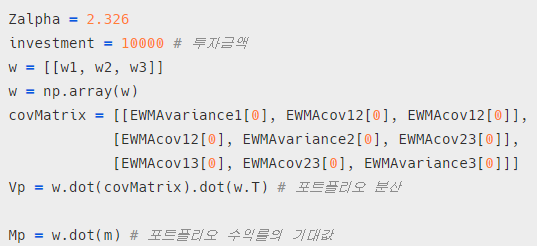 Zalpha = 2.326
investment = 10000 # 투자금액
w = [[w1, w2, w3]]
w = np.array(w)
covMatrix = [[EWMAvariance1[0], EWMAcov12[0], EWMAcov12[0]],
[EWMAcov12[0], EWMAvariance2[0], EWMAcov23[0]],
[EWMAcov13[0], EWMAcov23[0], EWMAvariance3[0]]]
Vp = w.dot(covMatrix).dot(w.T) # 포트폴리오 분산
Mp = w.dot(m) # 포트폴리오 수익률의 기대값